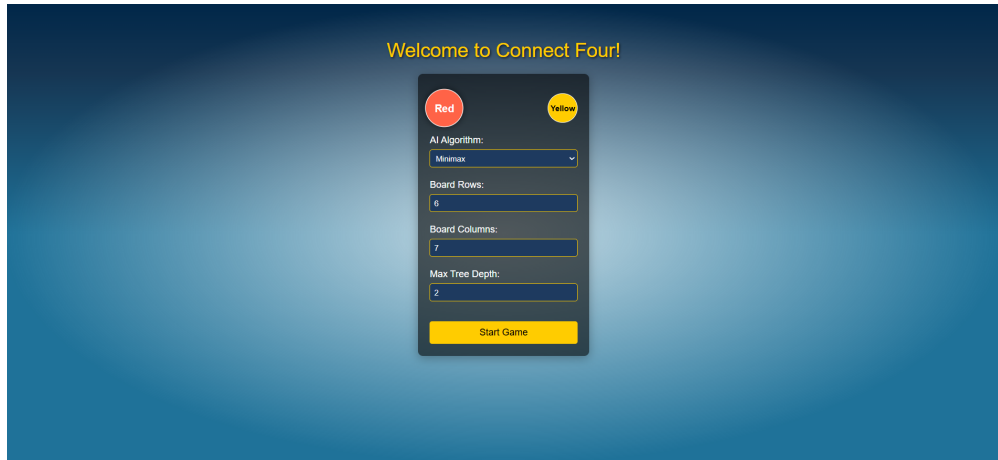 Welcome to Connect Four!
Red
Yellow
AI Algorithm:
Minimax
Board Rows:
6
Board Columns:
7
Max Tree Depth:
2
Start Game